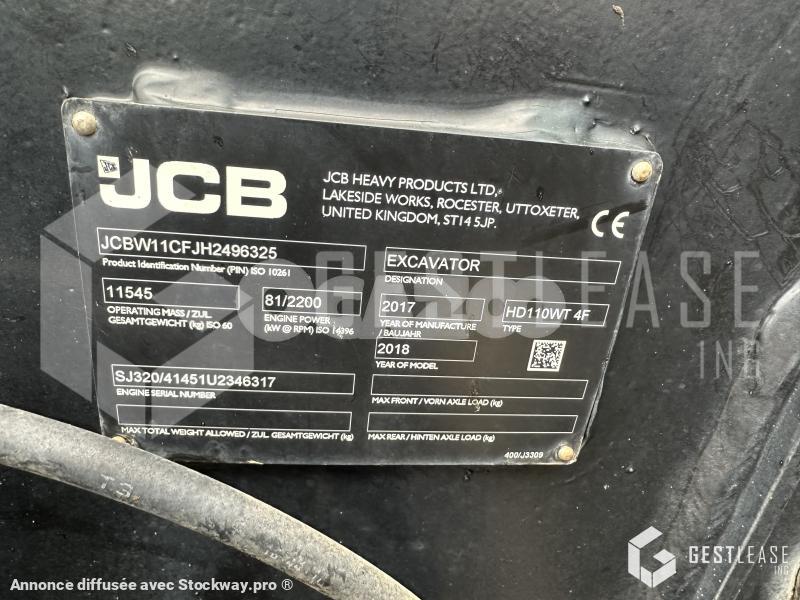 JCB
JCB HEAVY PRODUCTS LTD,
LAKESIDE WORKS, ROCESTER, UTTOXETER,
UNITED KINGDOM, ST14 5JP.
CE
JCBW11CFJH2496325
Product Identification Number (PIN) ISO 10261
EXCAVATOR
DESIGNATION
11545
OPERATING MASS / ZUL.
GESAMTGEWICHT (kg) ISO 60
81/2200
ENGINE POWER
(kW @ RPM) ISO 14396
2017
YEAR OF MANUFACTURE
/ BAUJAHR
HD110WT 4F
TYPE
2018
YEAR OF MODEL
SJ320/41451U2346317
ENGINE SERIAL NUMBER
MAX FRONT / VORN AXLE LOAD (kg)
MAX TOTAL WEIGHT ALLOWED / ZUL. GESAMTGEWICHT (kg)
MAX REAR / HINTEN AXLE LOAD (kg)
400/J3309
GESTLEASE
ING
T3
GESTLEASE
ING
Annonce diffusée avec Stockway.pro ®